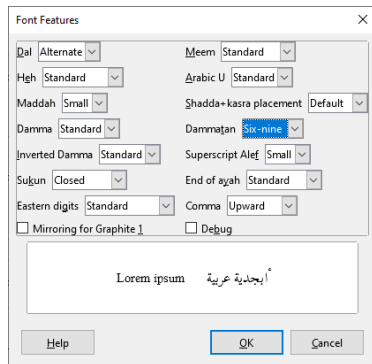 Font Features
Dal Alternate Meem Standard
Heh Standard Arabic U Standard
Maddah Small Shadda+kasra placement Default
Damma Standard Dammatan Six-nine
Inverted Damma Standard Superscript Alef Small
Sukun Closed End of ayah Standard
Eastern digits Standard Comma Upward
Mirroring for Graphite 1 Debug
Lorem ipsum أبجدية عربية
Help OK Cancel